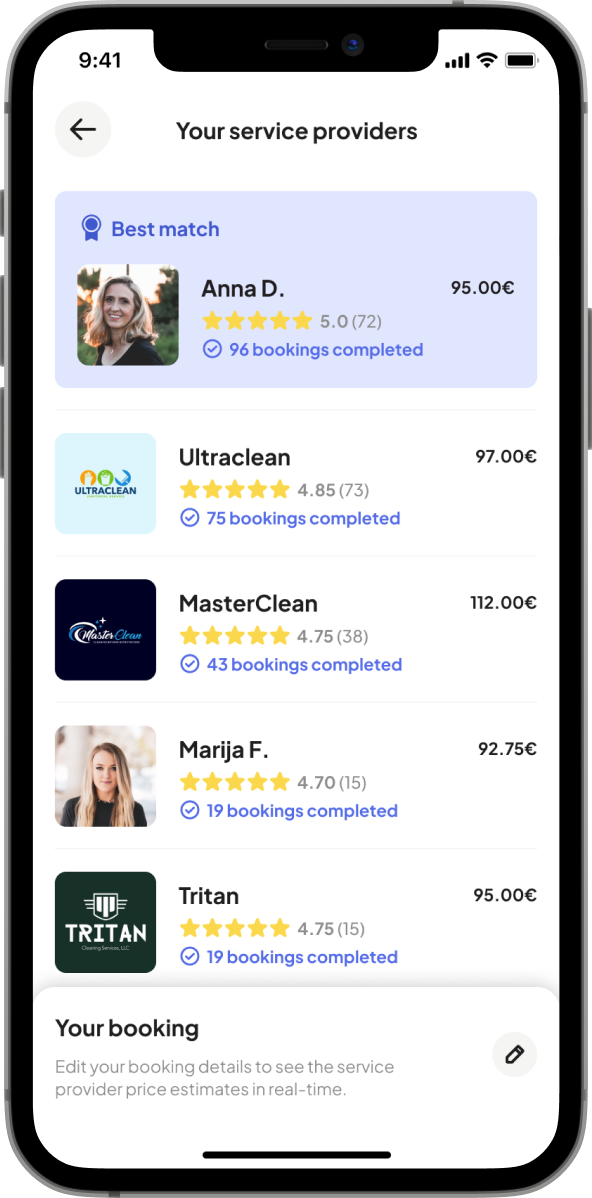 9:41
Your service providers
Best match
Anna D.
95.00€
5.0 (72)
96 bookings completed
ULTRACLEAN
Ultraclean
97.00€
4.85 (73)
75 bookings completed
MasterClean
MasterClean
112.00€
4.75 (38)
43 bookings completed
Marija F.
92.75€
4.70 (15)
19 bookings completed
TRITAN
Cleaning Services, LLC
Tritan
95.00€
4.75 (15)
19 bookings completed
Your booking
Edit your booking details to see the service
provider price estimates in real-time.